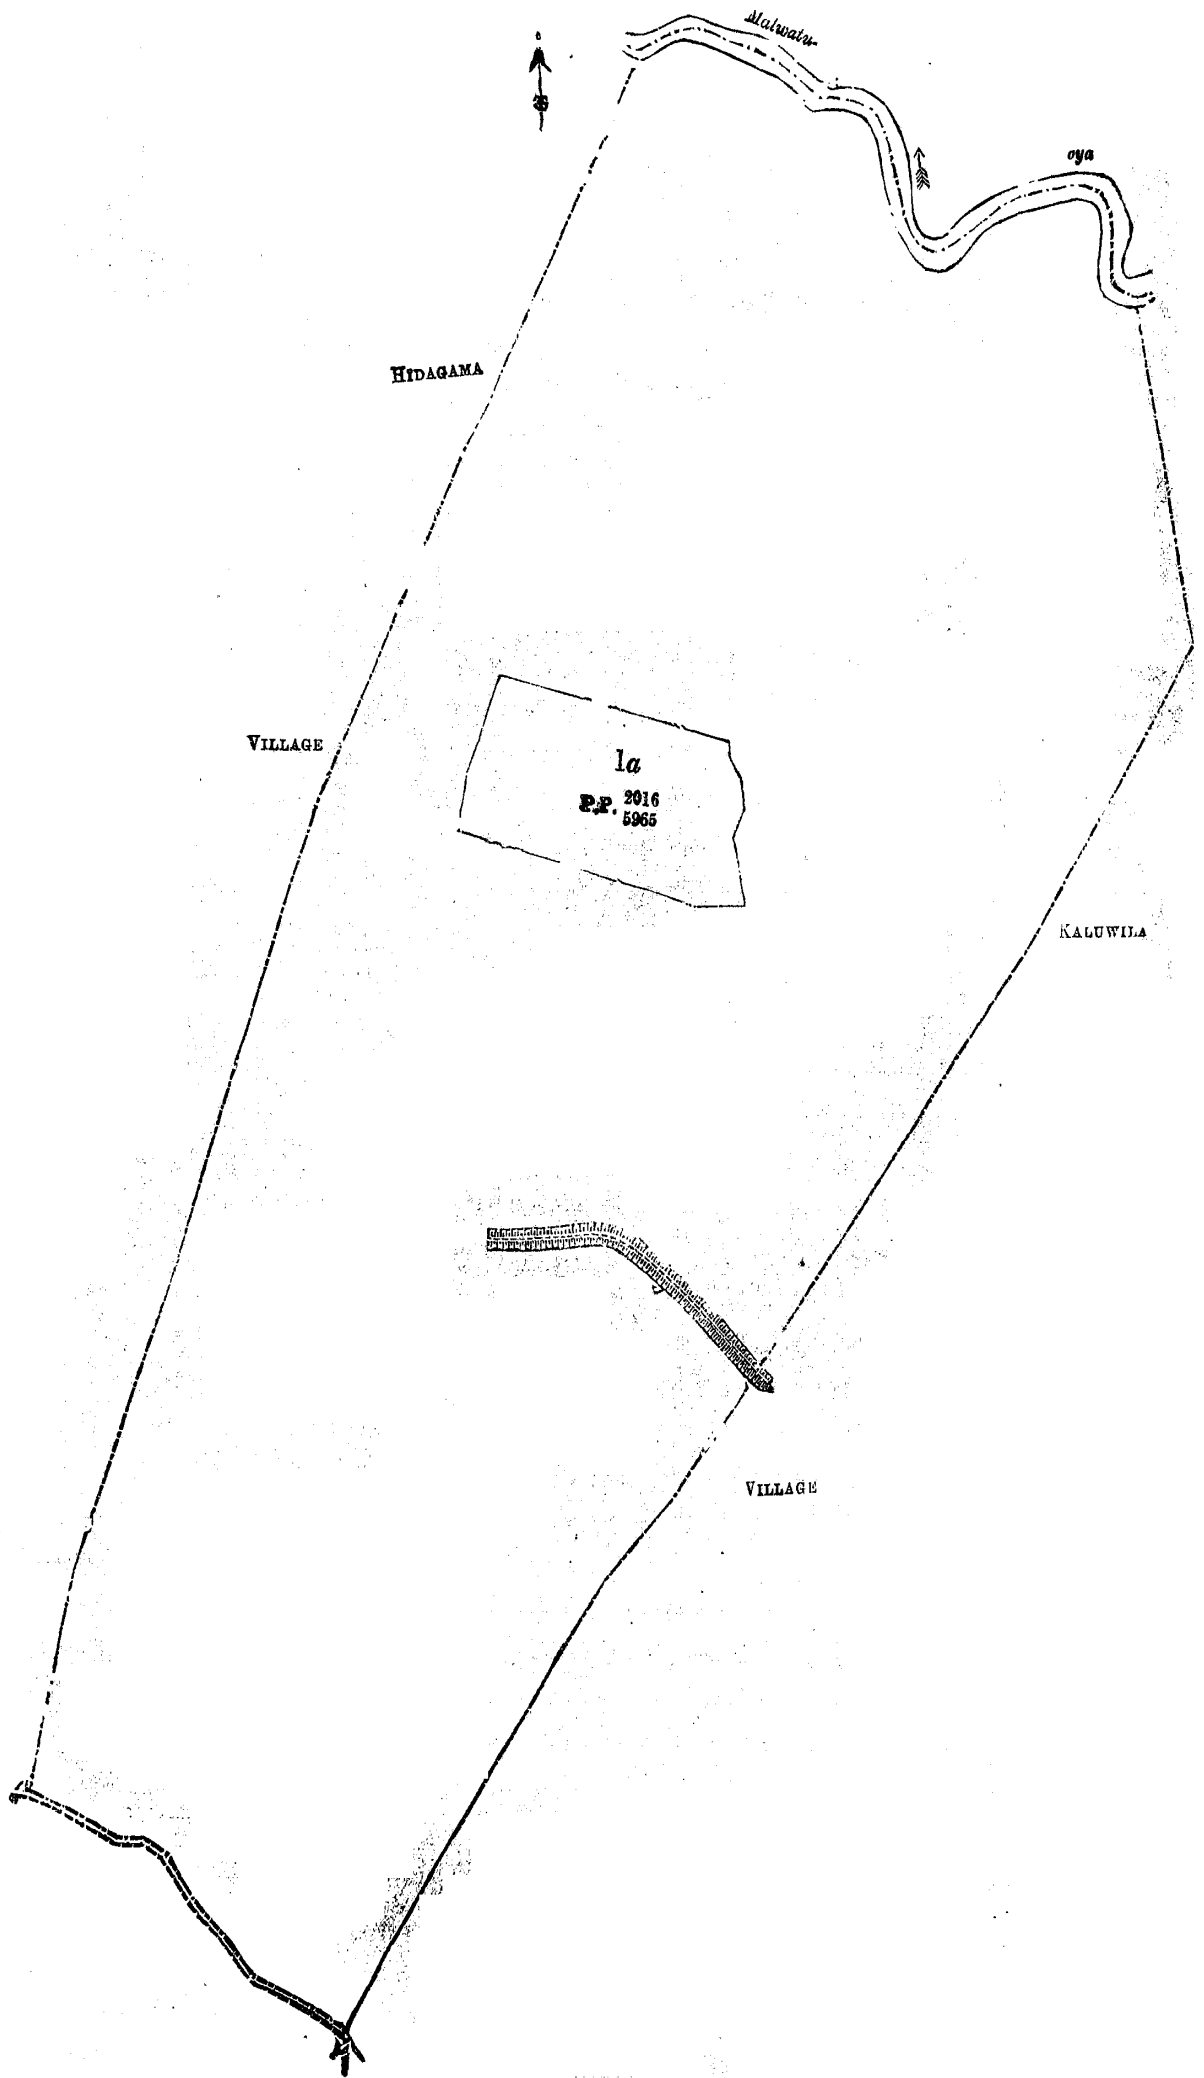 Malwatu-
oya
HIDAGAMA
VILLAGE
1a
P.P. 2016
5965
KALUWILA
VILLAGE